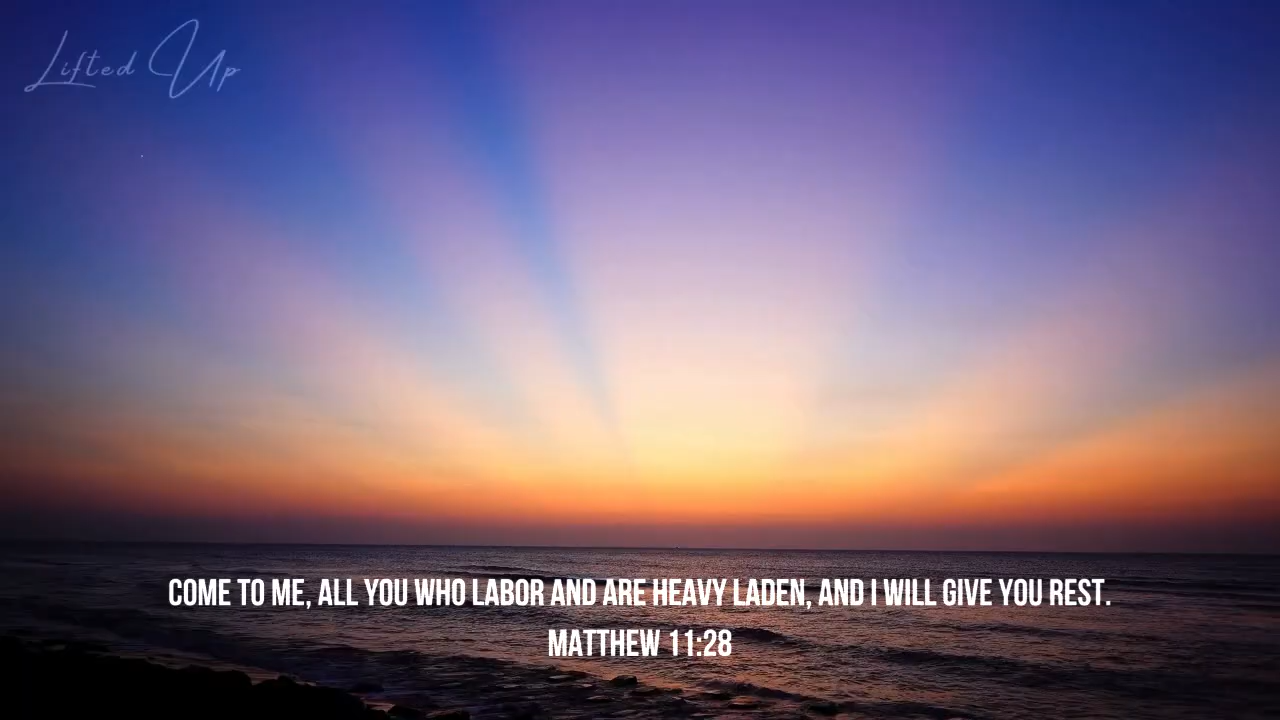 Lifted Up
COME TO ME, ALL YOU WHO LABOR AND ARE HEAVY LADEN, AND I WILL GIVE YOU REST.
MATTHEW 11:28